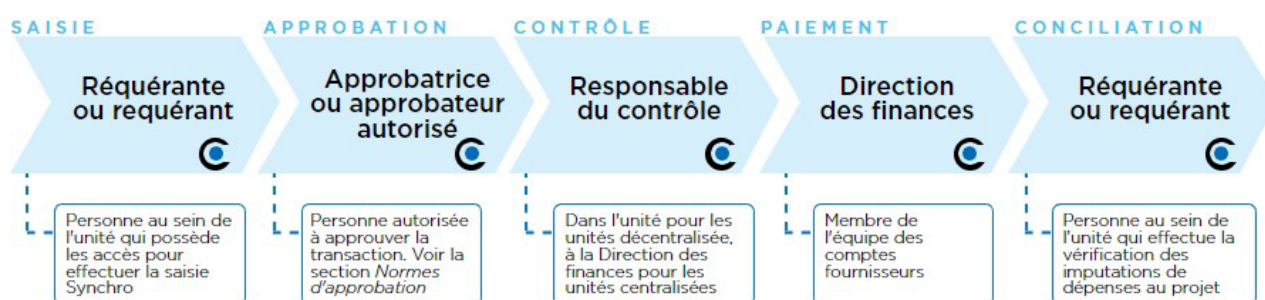 SAISIE
Réquérante
ou requérant
Personne au sein de
l'unité qui possède
les accès pour
effectuer la saisie
Synchro
APPROBATION
Approbatrice
ou approbateur
autorisé
Personne autorisée
à approuver la
transaction. Voir la
section Normes
d'approbation
CONTRÔLE
Responsable
du contrôle
Dans l'unité pour les
unités décentralisée,
à la Direction des
finances pour les
unités centralisées
PAIEMENT
Direction
des finances
Membre de
l'équipe des
comptes
fournisseurs
CONCILIATION
Réquérante
ou requérant
Personne au sein de
l'unité qui effectue la
vérification des
imputations de
dépenses au projet